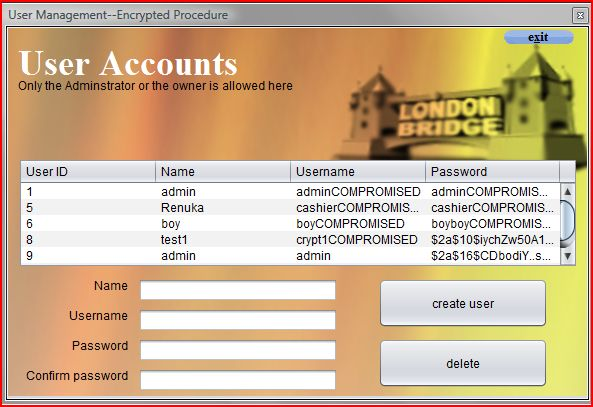 User Management--Encrypted Procedure
exit
User Accounts
Only the Adminstrator or the owner is allowed here
LONDON
BRIDGE
User ID Name Username Password
1 admin adminCOMPROMISED adminCOMPROMIS...
5 Renuka cashierCOMPROMIS... cashierCOMPROMIS...
6 boy boyCOMPROMISED boyboyCOMPROMIS...
8 test1 crypt1COMPROMISED $2a$10$iychZw50A1...
9 admin admin $2a$16$CDbodiY..s...
Name
Username
create user
Password
delete
Confirm password